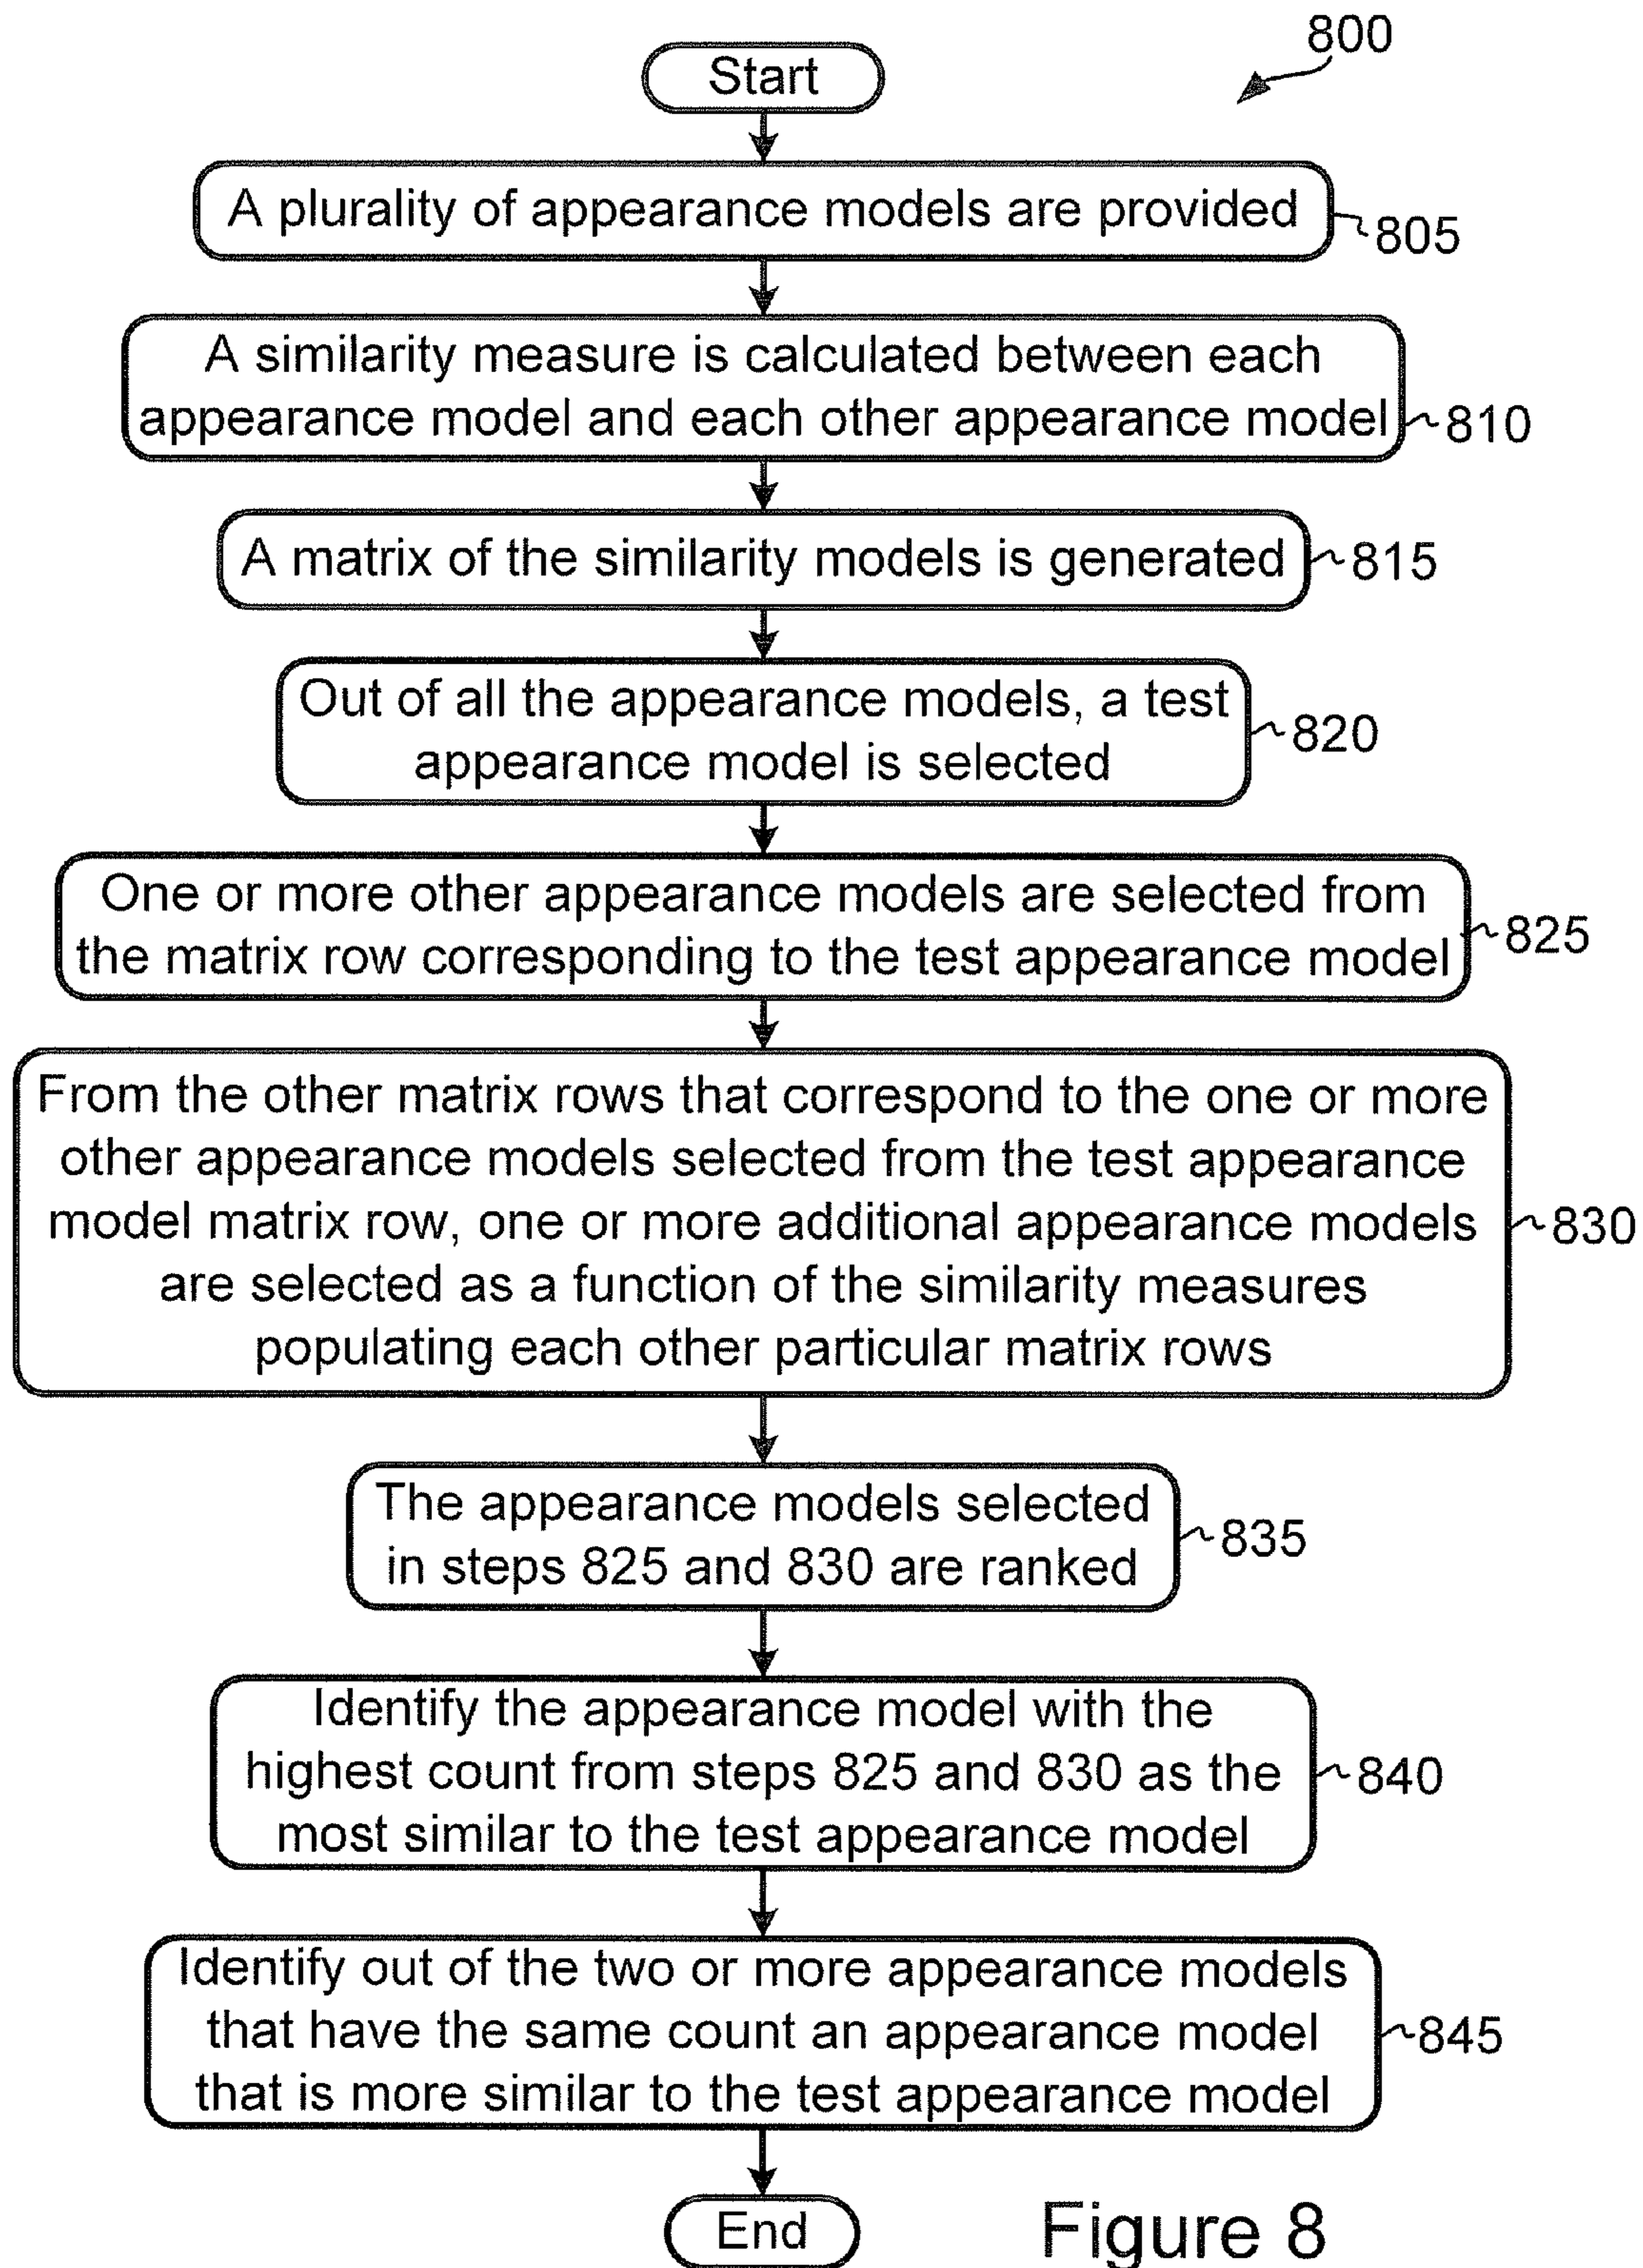 800
Start
A plurality of appearance models are provided
805
A similarity measure is calculated between each
appearance model and each other appearance model
810
A matrix of the similarity models is generated
815
Out of all the appearance models, a test
appearance model is selected
820
One or more other appearance models are selected from
the matrix row corresponding to the test appearance model
825
From the other matrix rows that correspond to the one or more
other appearance models selected from the test appearance
model matrix row, one or more additional appearance models
are selected as a function of the similarity measures
populating each other particular matrix rows
830
The appearance models selected
in steps 825 and 830 are ranked
835
Identify the appearance model with the
highest count from steps 825 and 830 as the
most similar to the test appearance model
840
Identify out of the two or more appearance models
that have the same count an appearance model
that is more similar to the test appearance model
845
End
Figure 8